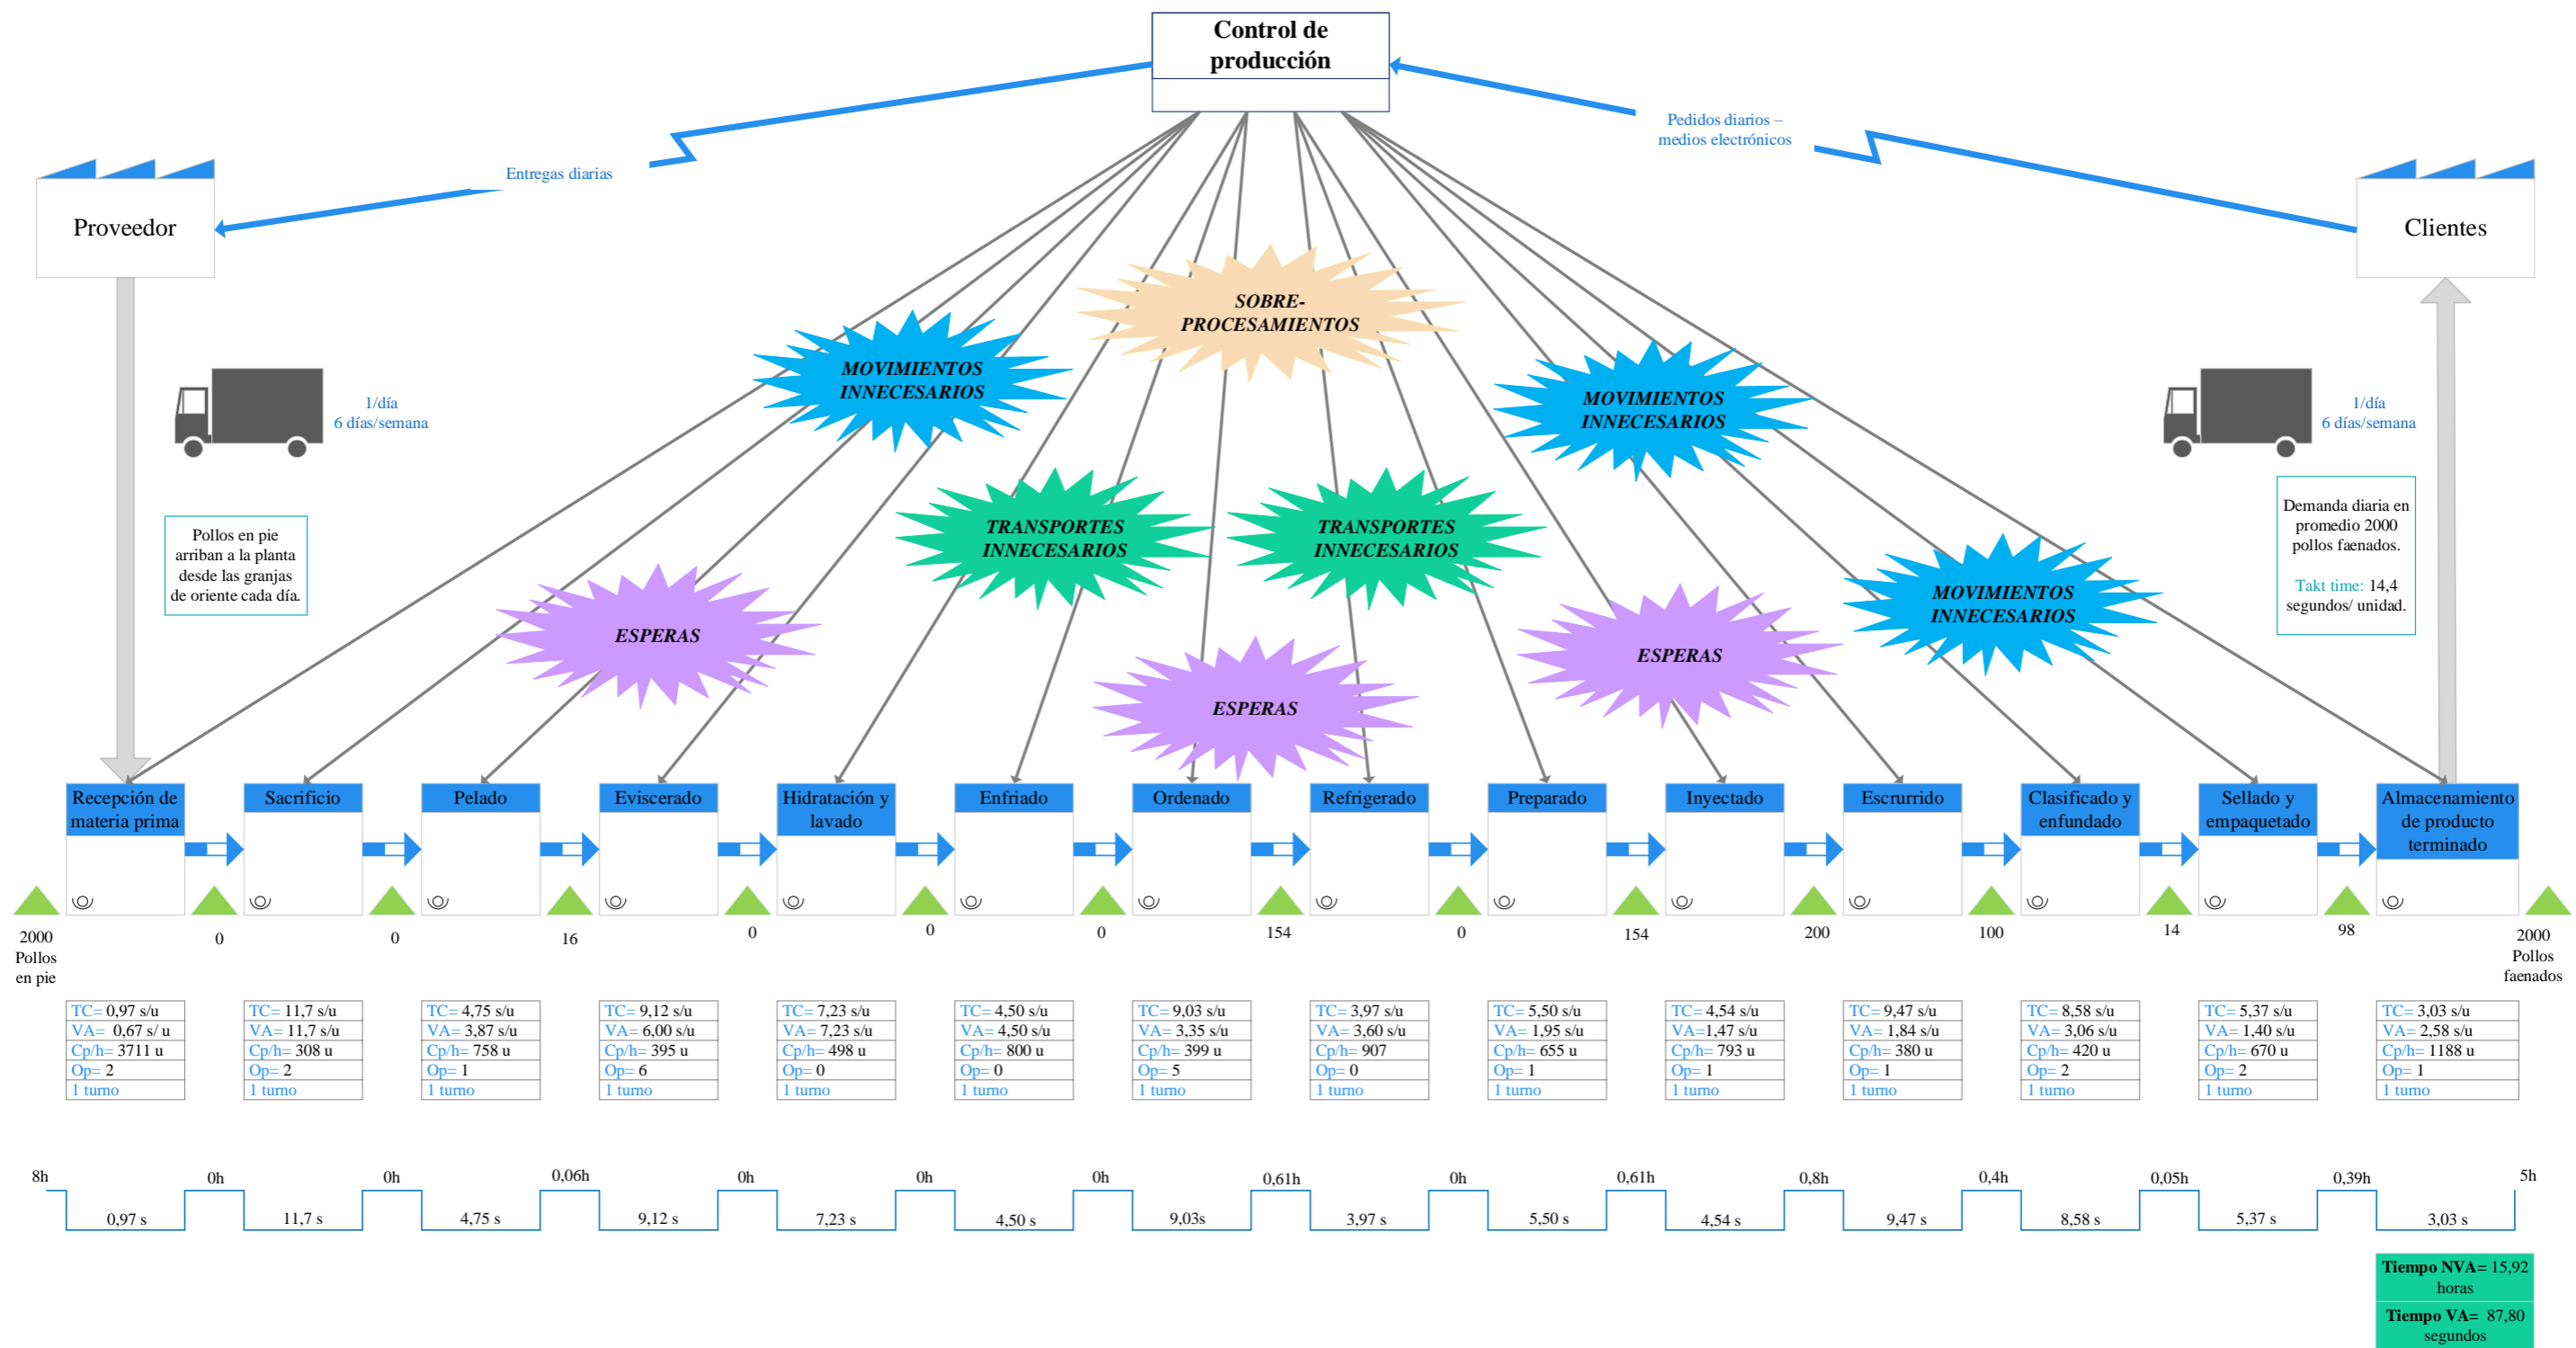 Control de
producción
Pedidos diarios –
medios electrónicos
Entregas diarias
Proveedor
Clientes
SOBRE-
PROCESAMIENTOS
MOVIMIENTOS
INNECESARIOS
MOVIMIENTOS
INNECESARIOS
1/día
6 días/semana
1/día
6 días/semana
Pollos en pie
arriban a la planta
desde las granjas
de oriente cada día.
TRANSPORTES
INNECESARIOS
TRANSPORTES
INNECESARIOS
Demanda diaria en
promedio 2000
pollos faenados.
Takt time: 14,4
segundos/ unidad.
MOVIMIENTOS
INNECESARIOS
ESPERAS
ESPERAS
ESPERAS
Recepción de
materia prima
Sacrificio
Pelado
Eviscerado
Hidratación y
lavado
Enfriado
Ordenado
Refrigerado
Preparado
Inyectado
Escrurrido
Clasificado y
enfundado
Sellado y
empaquetado
Almacenamiento
de producto
terminado
2000
Pollos
en pie
0
0
16
0
0
0
154
0
154
200
100
14
98
2000
Pollos
faenados
TC= 0,97 s/u
VA= 0,67 s/ u
Cp/h= 3711 u
Op= 2
1 turno
TC= 11,7 s/u
VA= 11,7 s/u
Cp/h= 308 u
Op= 2
1 turno
TC= 4,75 s/u
VA= 3,87 s/u
Cp/h= 758 u
Op= 1
1 turno
TC= 9,12 s/u
VA= 6,00 s/u
Cp/h= 395 u
Op= 6
1 turno
TC= 7,23 s/u
VA= 7,23 s/u
Cp/h= 498 u
Op= 0
1 turno
TC= 4,50 s/u
VA= 4,50 s/u
Cp/h= 800 u
Op= 0
1 turno
TC= 9,03 s/u
VA= 3,35 s/u
Cp/h= 399 u
Op= 5
1 turno
TC= 3,97 s/u
VA= 3,60 s/u
Cp/h= 907
Op= 0
1 turno
TC= 5,50 s/u
VA= 1,95 s/u
Cp/h= 655 u
Op= 1
1 turno
TC= 4,54 s/u
VA=1,47 s/u
Cp/h= 793 u
Op= 1
1 turno
TC= 9,47 s/u
VA= 1,84 s/u
Cp/h= 380 u
Op= 1
1 turno
TC= 8,58 s/u
VA= 3,06 s/u
Cp/h= 420 u
Op= 2
1 turno
TC= 5,37 s/u
VA= 1,40 s/u
Cp/h= 670 u
Op= 2
1 turno
TC= 3,03 s/u
VA= 2,58 s/u
Cp/h= 1188 u
Op= 1
1 turno
8h
0h
0h
0,06h
0h
0h
0h
0,61h
0h
0,61h
0,8h
0,4h
0,05h
0,39h
5h
0,97 s
11,7 s
4,75 s
9,12 s
7,23 s
4,50 s
9,03s
3,97 s
5,50 s
4,54 s
9,47 s
8,58 s
5,37 s
3,03 s
Tiempo NVA= 15,92
horas
Tiempo VA= 87,80
segundos